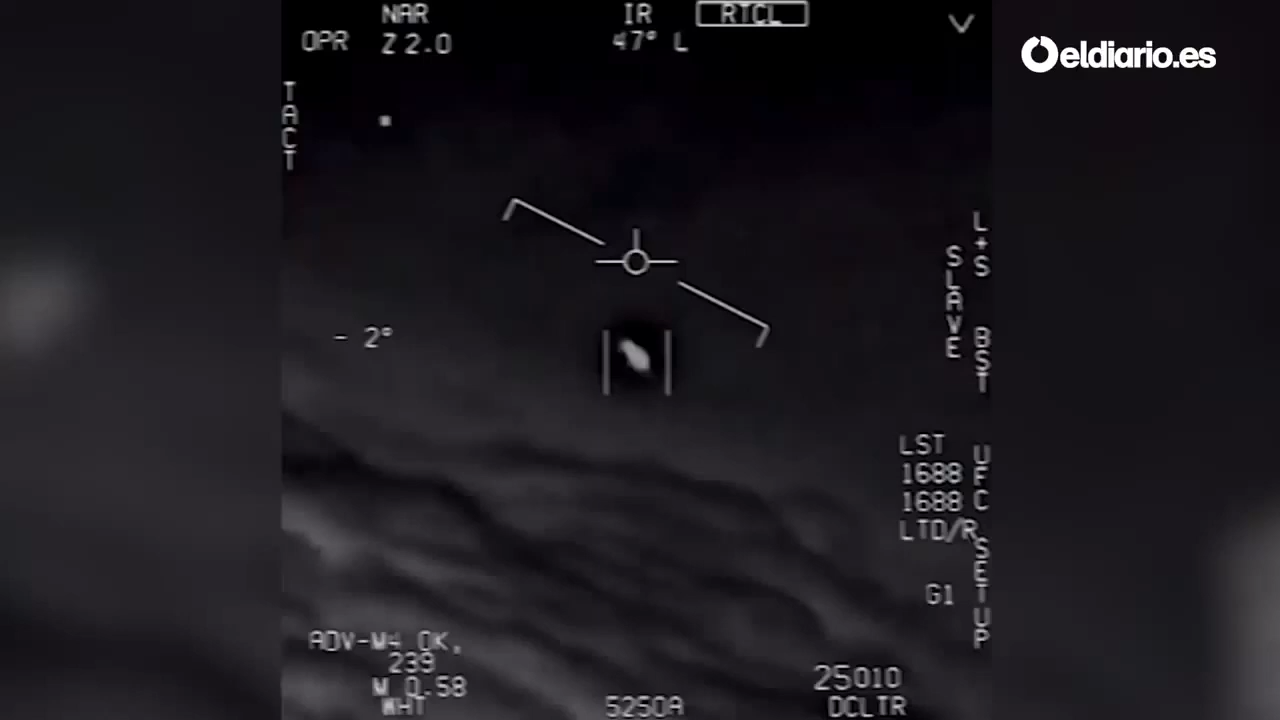 NAR
IR
RTCL
OPR
Z 2.0
47° L
eldiario.es
TACT
L+S
SLAVE
BST
- 2°
LST
1688
1688
LTD/R
UFC
SETUP
G1
239
M 0.58
WHT
5250A
25010
DCLTR